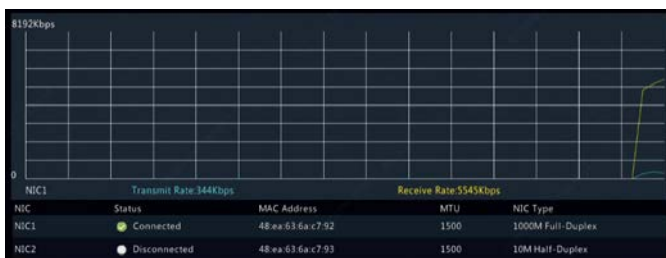 8192Kbps
0
NIC1 Transmit Rate:344Kbps Receive Rate:5545Kbps
NIC Status MAC Address MTU NIC Type
NIC1 Connected 48:ea:63:6a:c7:92 1500 1000M Full-Duplex
NIC2 Disconnected 48:ea:63:6a:c7:93 1500 10M Half-Duplex